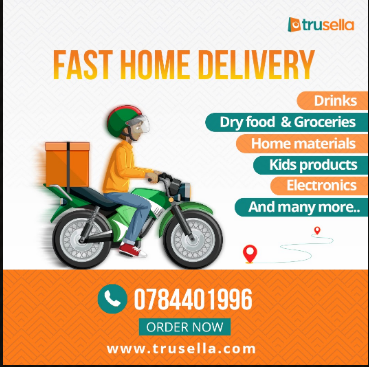 trusella
FAST HOME DELIVERY
Drinks
Dry food & Groceries
Home materials
Kids products
Electronics
And many more..
0784401996
ORDER NOW
www.trusella.com